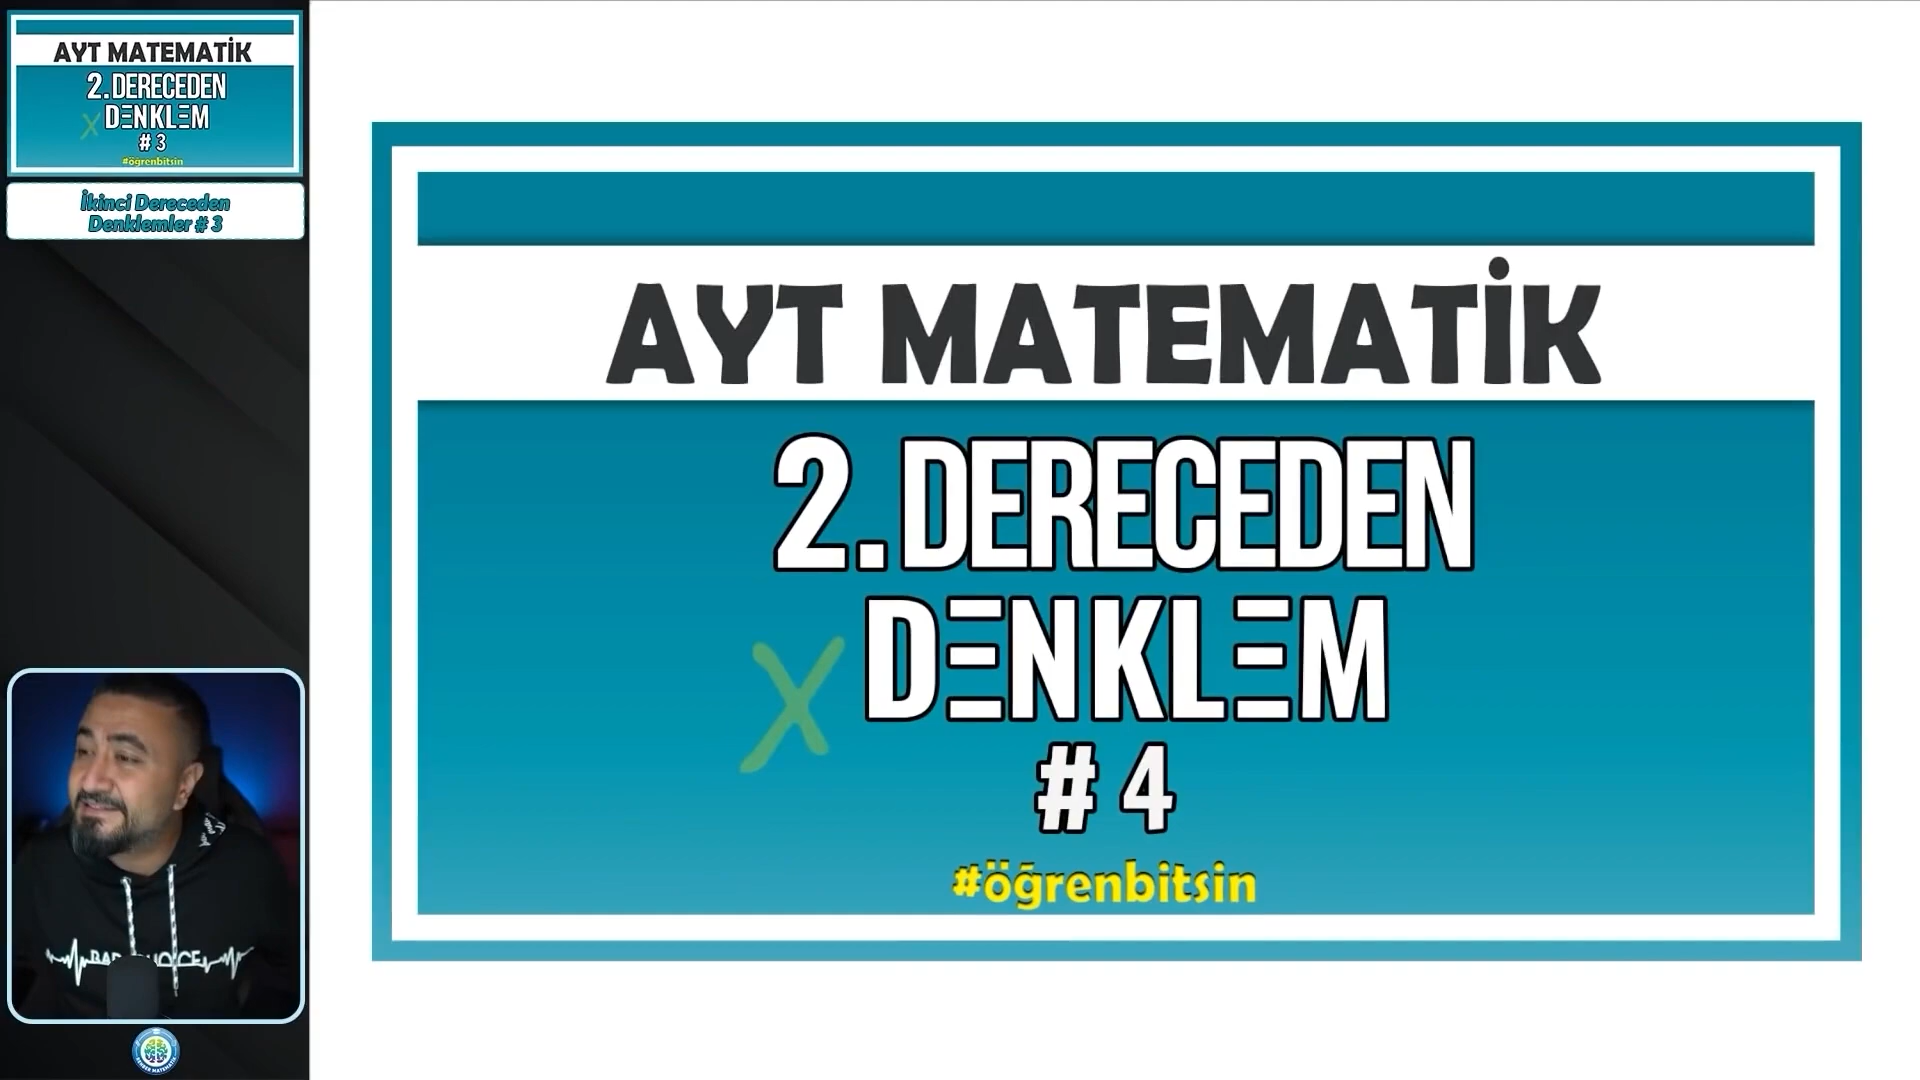 AYT MATEMATİK
2. DERECEDEN
DENKLEM
X
# 3
#öğrenbitsin
İkinci Dereceden
Denklemler # 3
AYT MATEMATİK
2. DERECEDEN
DENKLEM
X
# 4
#öğrenbitsin